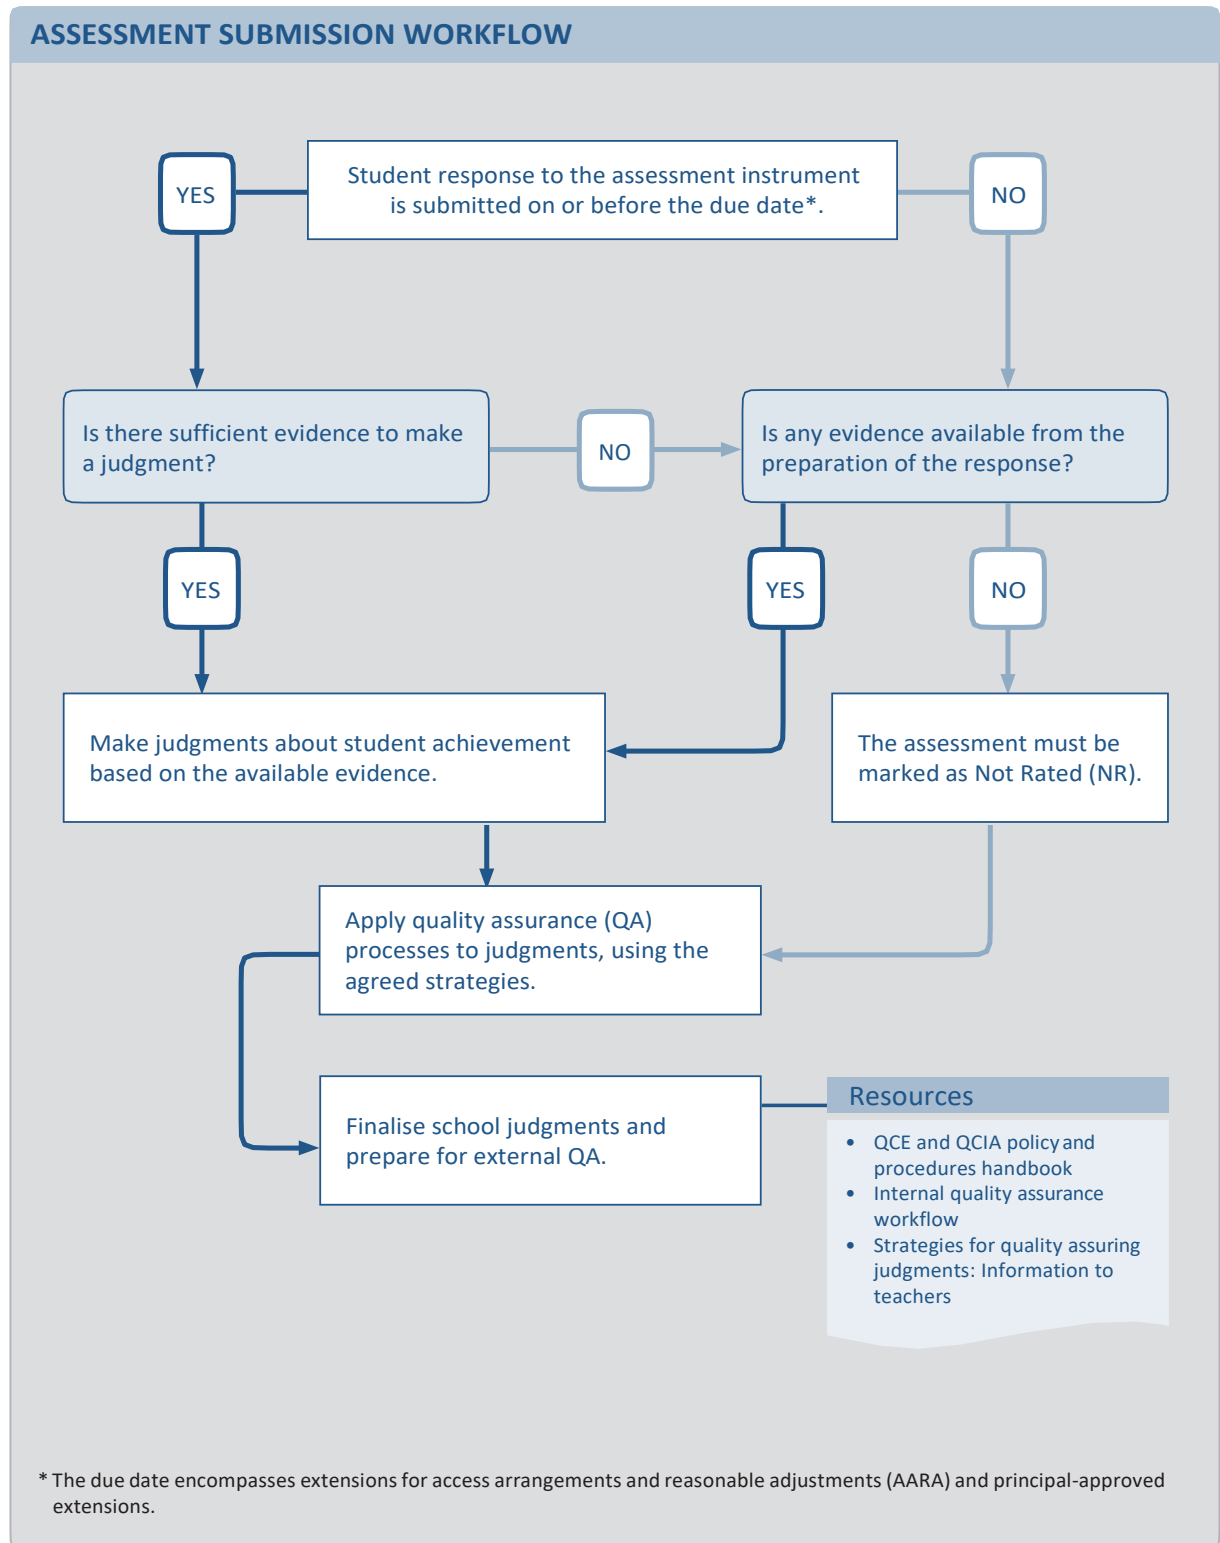 ASSESSMENT SUBMISSION WORKFLOW
YES
Student response to the assessment instrument
is submitted on or before the due date*.
NO
Is there sufficient evidence to make
a judgment?
NO
Is any evidence available from the
preparation of the response?
YES
YES
NO
Make judgments about student achievement
based on the available evidence.
The assessment must be
marked as Not Rated (NR).
Apply quality assurance (QA)
processes to judgments, using the
agreed strategies.
Finalise school judgments and
prepare for external QA.
Resources
• QCE and QCIA policy and
procedures handbook
• Internal quality assurance
workflow
• Strategies for quality assuring
judgments: Information to
teachers
* The due date encompasses extensions for access arrangements and reasonable adjustments (AARA) and principal-approved
extensions.